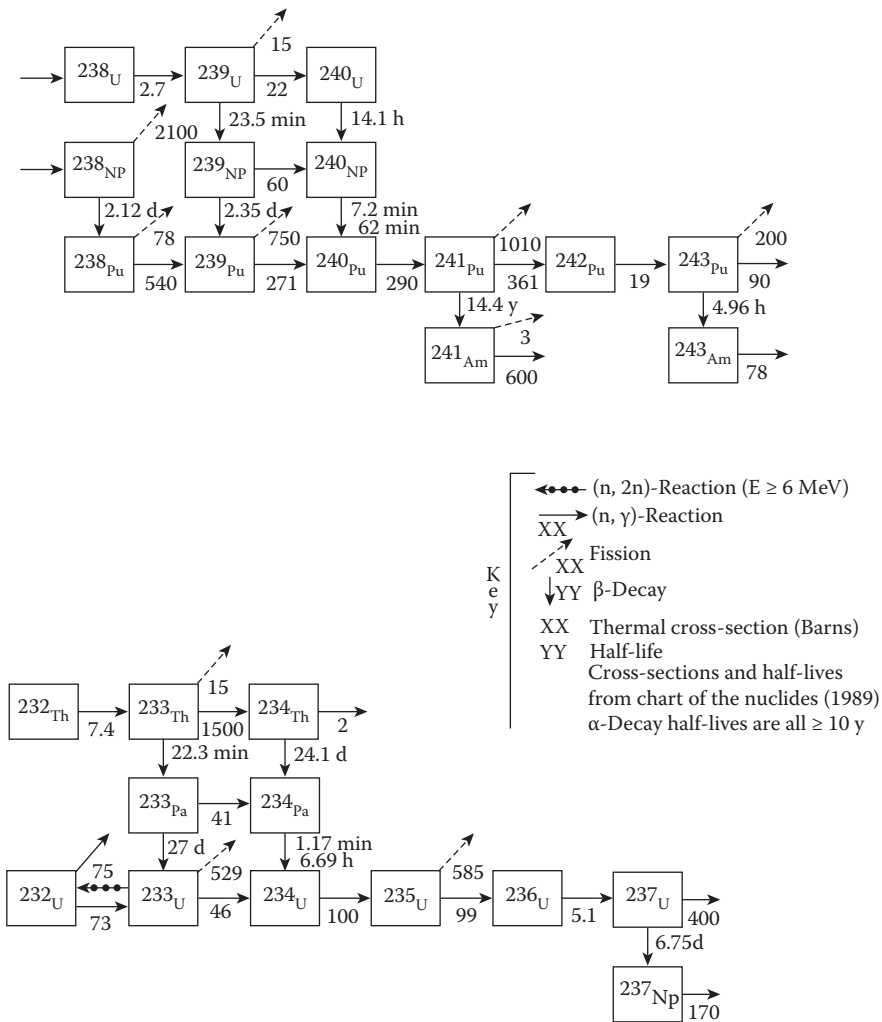 15
238U 239U 240U
2.7 22
23.5 min 14.1 h
2100
238NP 239NP 240NP
60
2.12 d 2.35 d 7.2 min
62 min
78 750 1010 200
238Pu 239Pu 240Pu 241Pu 242Pu 243Pu
540 271 290 361 19 90
14.4 y 4.96 h
3
241Am 243Am
600 78
Key
(n, 2n)-Reaction (E ≥ 6 MeV)
(n, γ)-Reaction
XX
XX Fission
YY β-Decay
XX Thermal cross-section (Barns)
YY Half-life
Cross-sections and half-lives
from chart of the nuclides (1989)
α-Decay half-lives are all ≥ 10 y
15
232Th 233Th 234Th
7.4 1500 2
22.3 min 24.1 d
233Pa 234Pa
41
27 d 1.17 min
6.69 h
75 529 585
232U 233U 234U 235U 236U 237U
73 46 100 99 5.1 400
6.75d
237Np
170